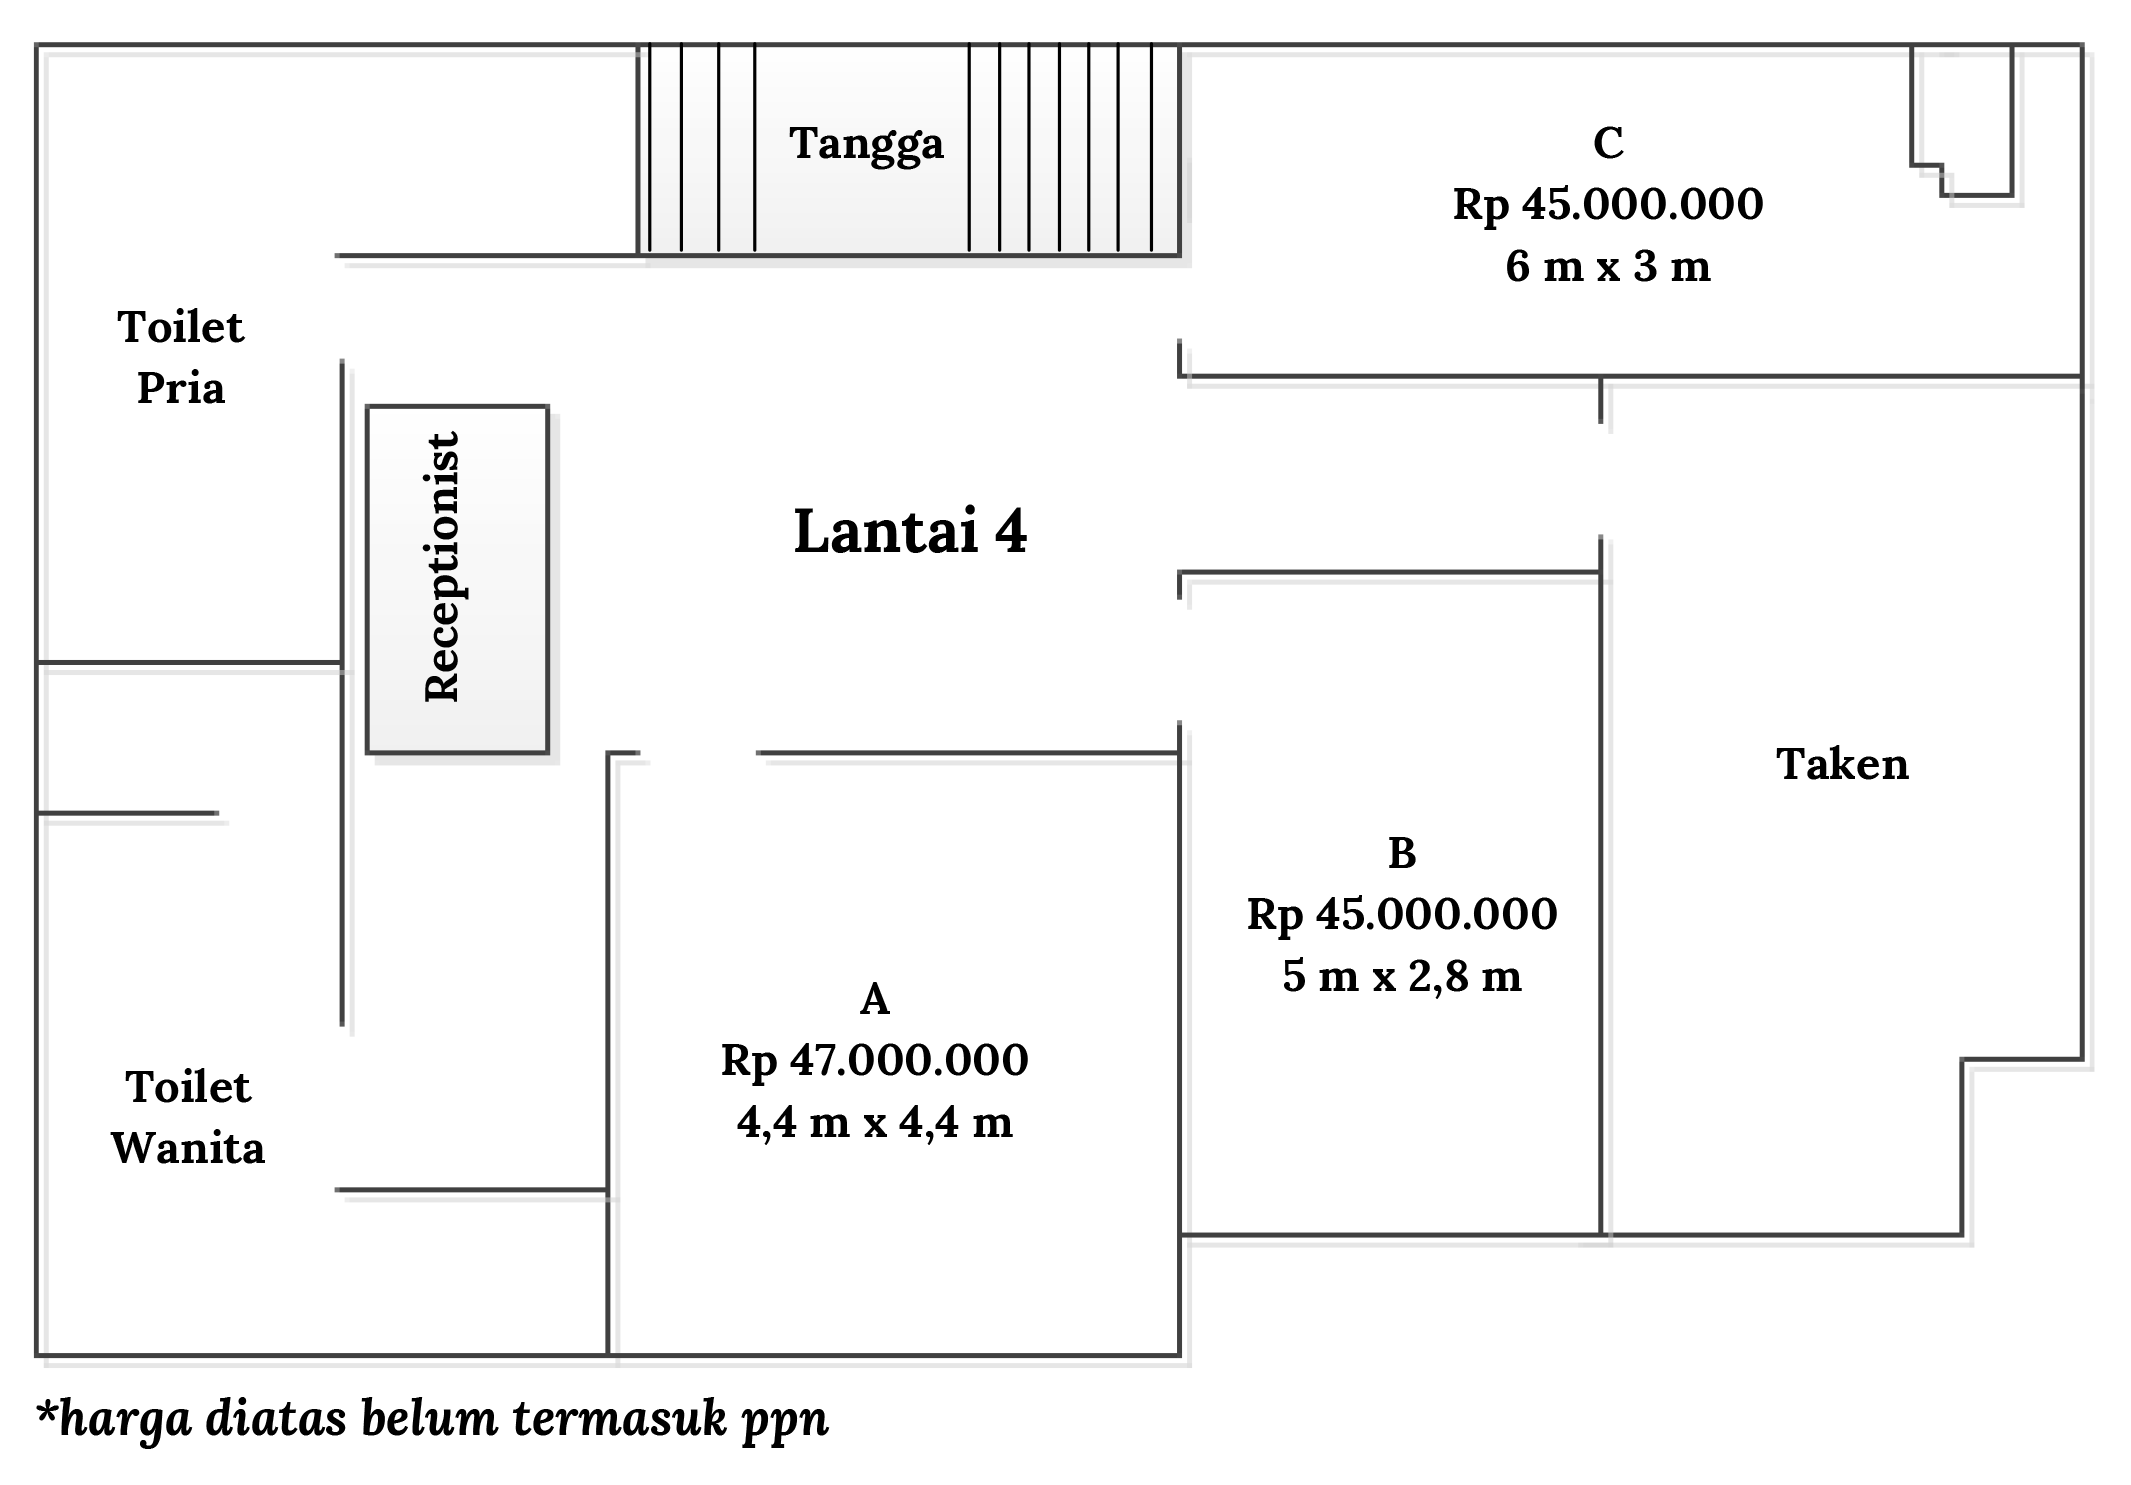 Tangga
C
Rp 45.000.000
6 m x 3 m
Toilet
Pria
Receptionist
Lantai 4
Taken
B
Rp 45.000.000
5 m x 2,8 m
A
Rp 47.000.000
4,4 m x 4,4 m
Toilet
Wanita
*harga diatas belum termasuk ppn